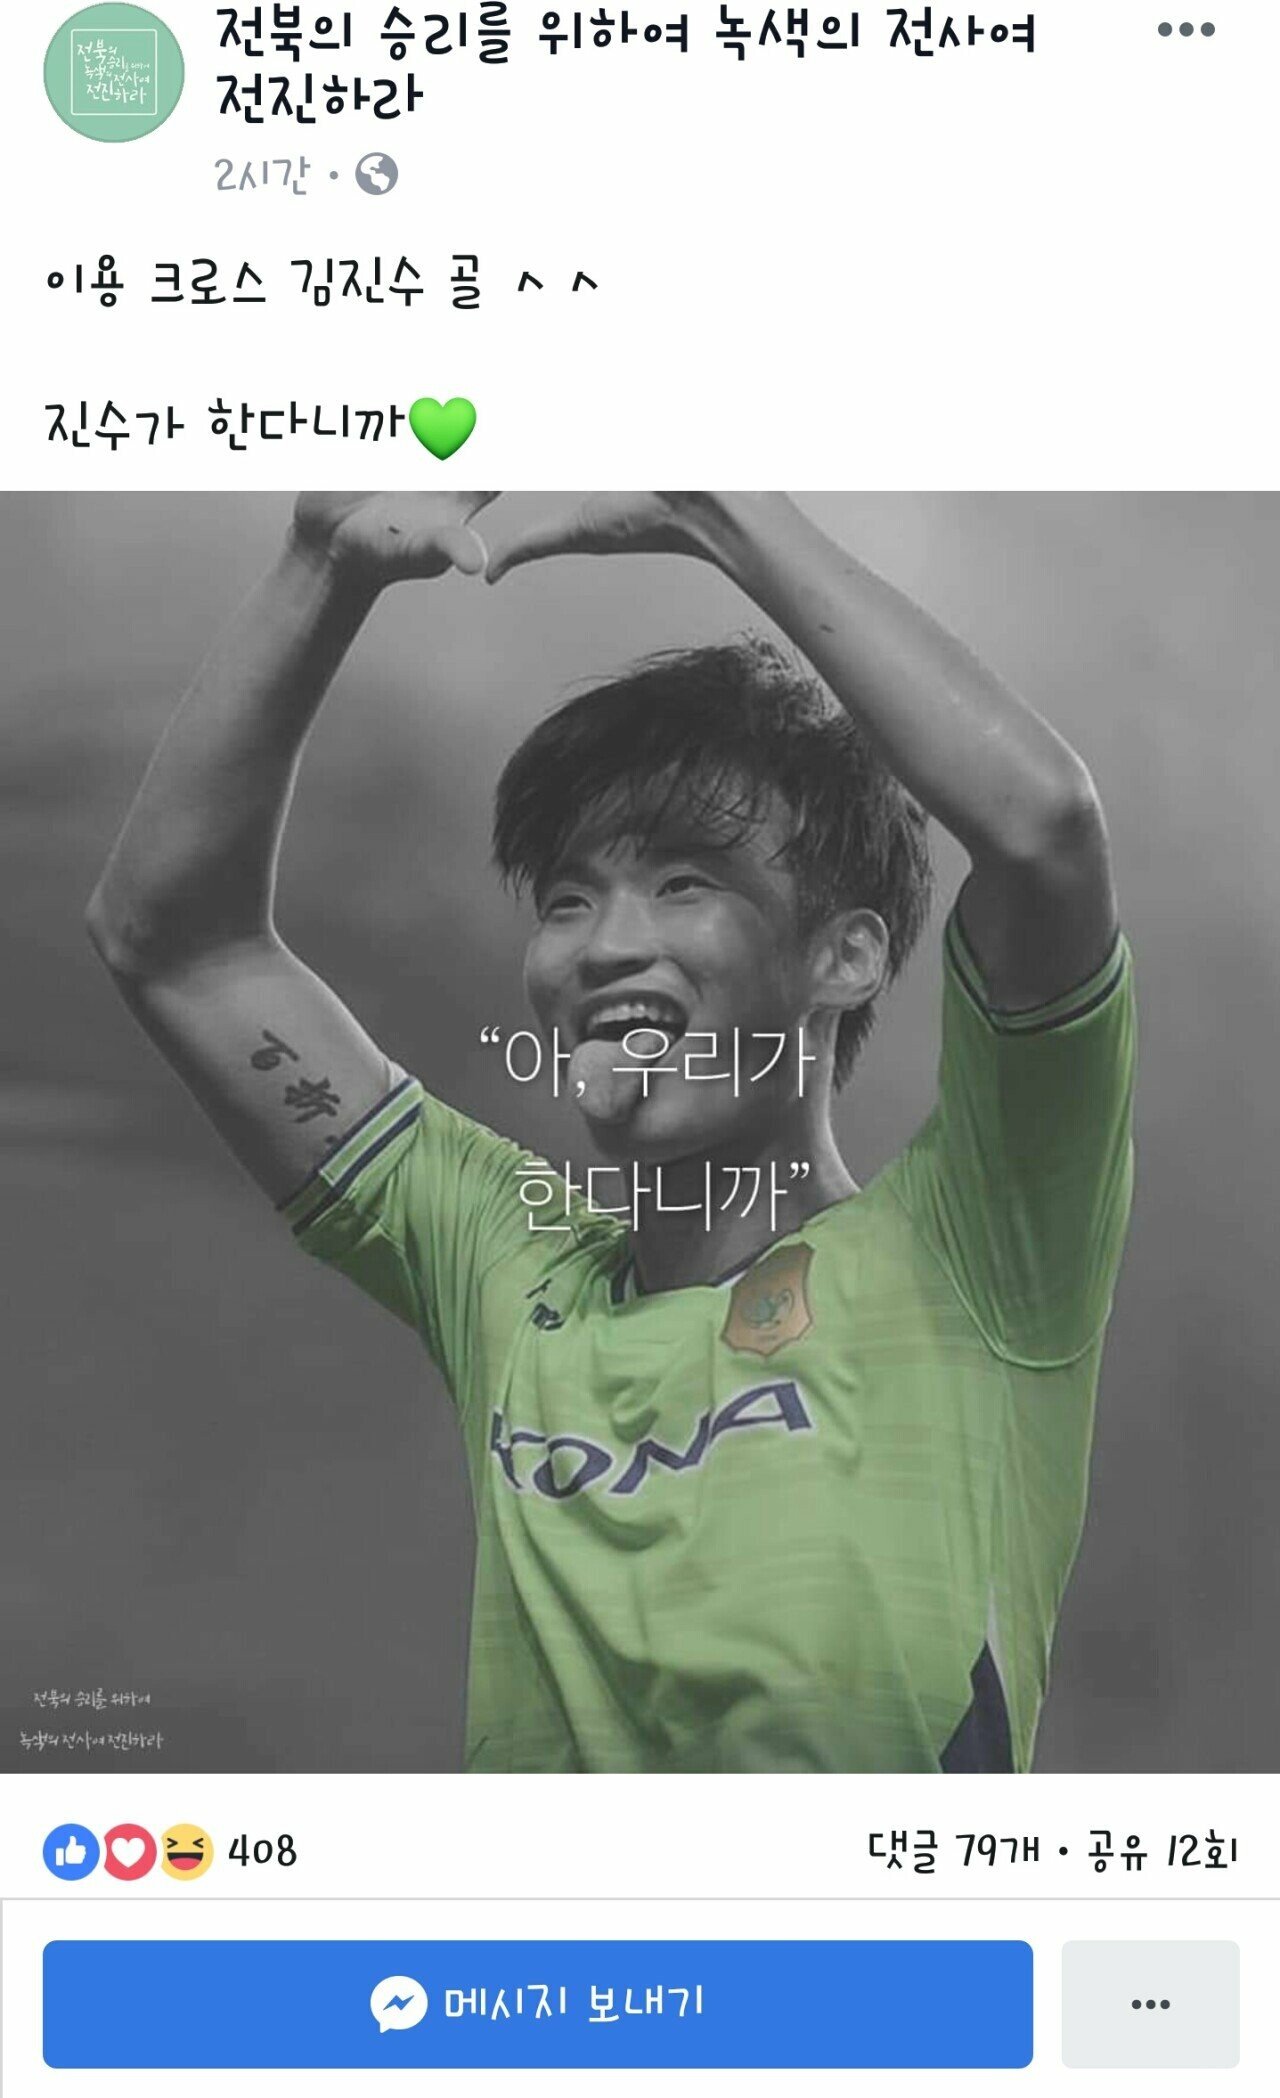 전북의 승리를 위하여 녹색의 전사여
전진하라
전북의
승리를 위하여
녹색의 전사여
전진하라
2시간 ·
이용 크로스 김진수 골 ^ ^
진수가 한다니까💚
“아, 우리가
한다니까”
KONA
전북의 승리를 위하여
녹색의 전사여 전진하라
408
댓글 79개 · 공유 12회
메시지 보내기